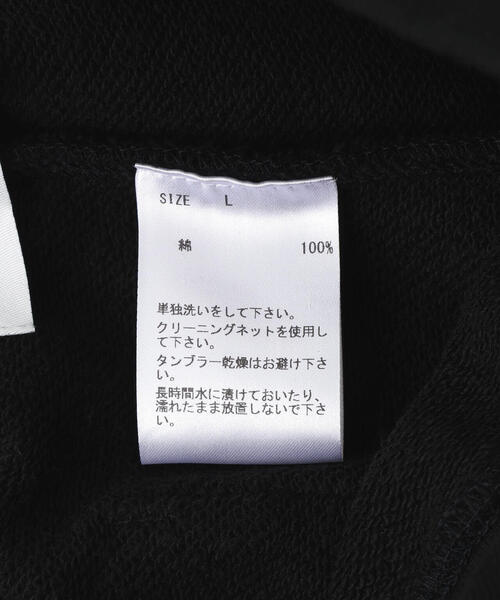 SIZE L
綿 100%
単独洗いをして下さい。
クリーニングネットを使用し
て下さい。
タンブラー乾燥はお避け下さ
い。
長時間水に漬けておいたり、
濡れたまま放置しないで下さ
い。